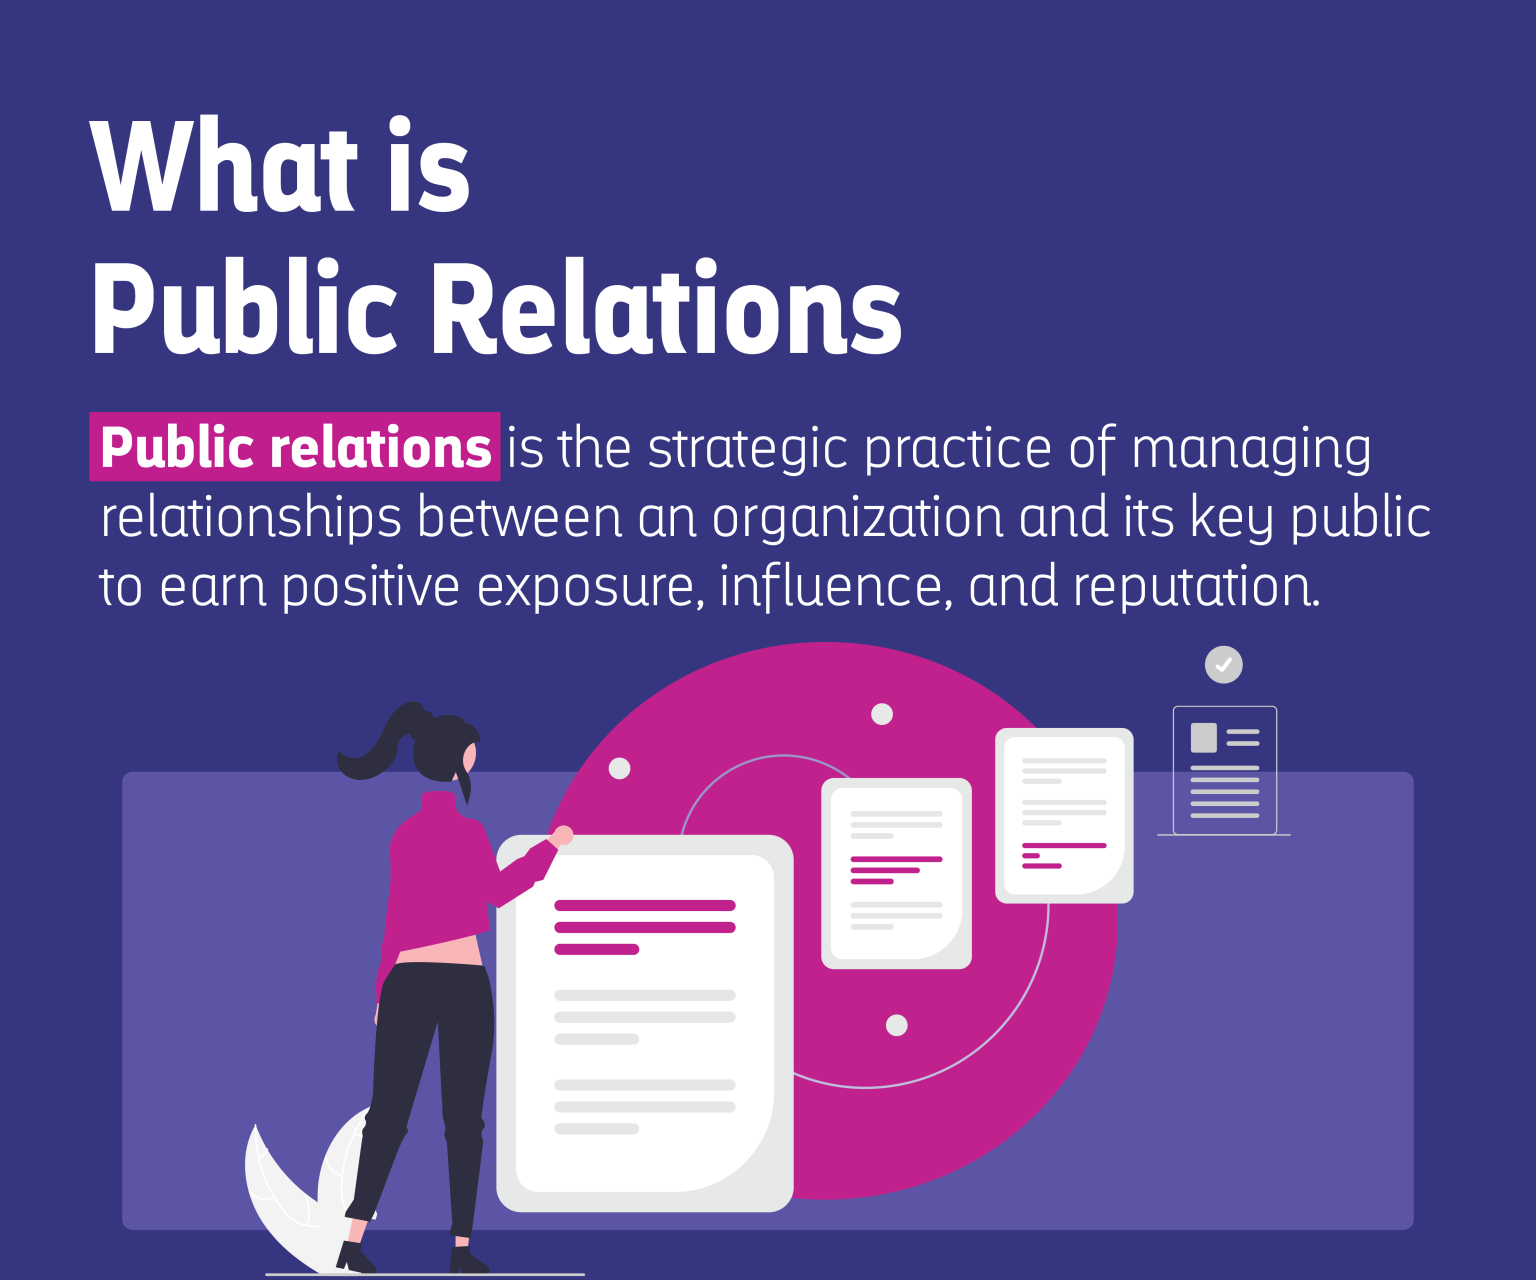 What is
Public Relations
Public relations is the strategic practice of managing
relationships between an organization and its key public
to earn positive exposure, influence, and reputation.